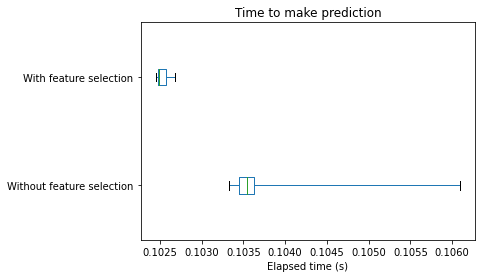 Time to make prediction
With feature selection
Without feature selection
0.1025 0.1030 0.1035 0.1040 0.1045 0.1050 0.1055 0.1060
Elapsed time (s)